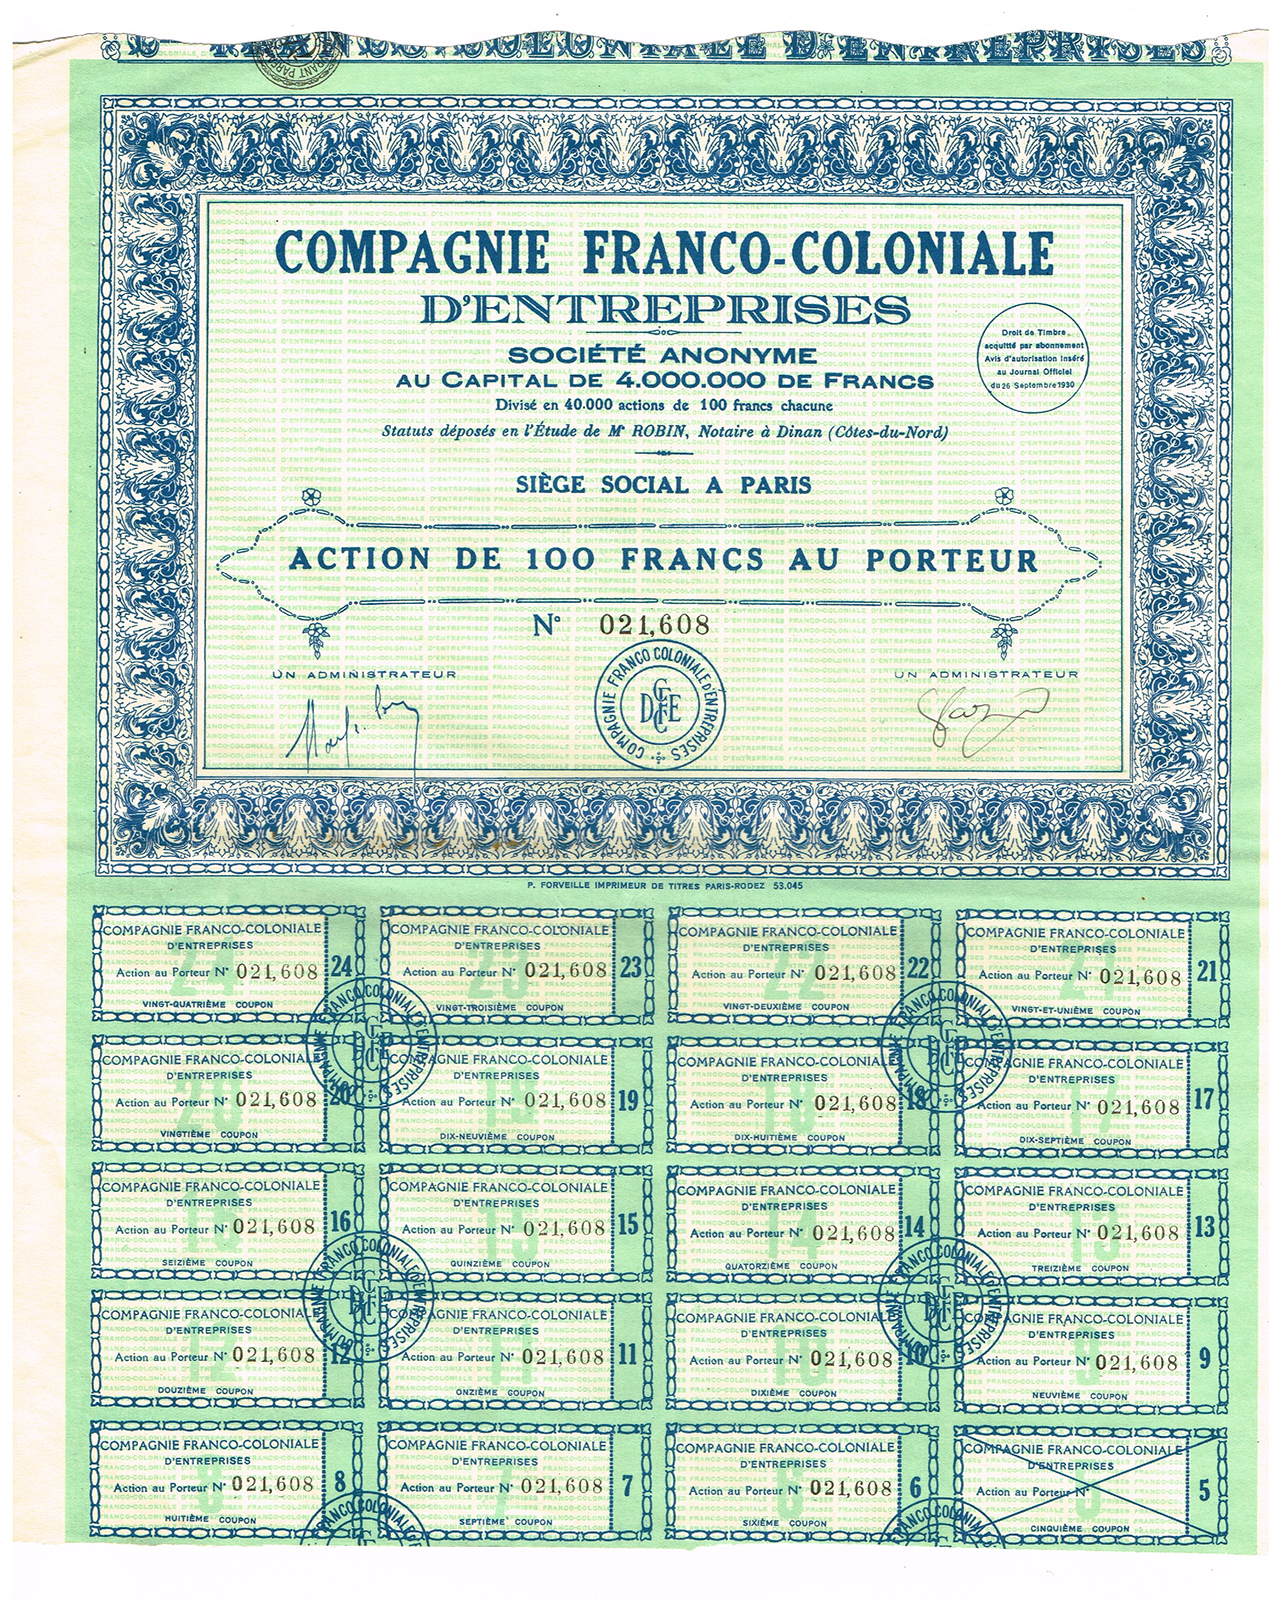 COMPAGNIE FRANCO-COLONIALE
D'ENTREPRISES
SOCIÉTÉ ANONYME
AU CAPITAL DE 4.000.000 DE FRANCS
Divisé en 40.000 actions de 100 francs chacune
Statuts déposés en l'Étude de Mᵉ ROBIN, Notaire à Dinan (Côtes-du-Nord)
Droit de Timbre
acquitté par abonnement
Avis d'autorisation inséré
au Journal Officiel
du 26 Septembre 1930
SIÈGE SOCIAL A PARIS
ACTION DE 100 FRANCS AU PORTEUR
N° 021,608
UN ADMINISTRATEUR
UN ADMINISTRATEUR
COMPAGNIE FRANCO COLONIALE D'ENTREPRISES
P. FORVEILLE IMPRIMEUR DE TITRES PARIS-RODEZ 53.045
COMPAGNIE FRANCO-COLONIALE
D'ENTREPRISES
Action au Porteur N° 021,608 24
VINGT-QUATRIÈME COUPON
COMPAGNIE FRANCO-COLONIALE
D'ENTREPRISES
Action au Porteur N° 021,608 23
VINGT-TROISIÈME COUPON
COMPAGNIE FRANCO-COLONIALE
D'ENTREPRISES
Action au Porteur N° 021,608 22
VINGT-DEUXIÈME COUPON
COMPAGNIE FRANCO-COLONIALE
D'ENTREPRISES
Action au Porteur N° 021,608 21
VINGT-ET-UNIÈME COUPON
COMPAGNIE FRANCO-COLONIALE
D'ENTREPRISES
Action au Porteur N° 021,608 20
VINGTIÈME COUPON
COMPAGNIE FRANCO-COLONIALE
D'ENTREPRISES
Action au Porteur N° 021,608 19
DIX-NEUVIÈME COUPON
COMPAGNIE FRANCO-COLONIALE
D'ENTREPRISES
Action au Porteur N° 021,608 18
DIX-HUITIÈME COUPON
COMPAGNIE FRANCO-COLONIALE
D'ENTREPRISES
Action au Porteur N° 021,608 17
DIX-SEPTIÈME COUPON
COMPAGNIE FRANCO-COLONIALE
D'ENTREPRISES
Action au Porteur N° 021,608 16
SEIZIÈME COUPON
COMPAGNIE FRANCO-COLONIALE
D'ENTREPRISES
Action au Porteur N° 021,608 15
QUINZIÈME COUPON
COMPAGNIE FRANCO-COLONIALE
D'ENTREPRISES
Action au Porteur N° 021,608 14
QUATORZIÈME COUPON
COMPAGNIE FRANCO-COLONIALE
D'ENTREPRISES
Action au Porteur N° 021,608 13
TREIZIÈME COUPON
COMPAGNIE FRANCO-COLONIALE
D'ENTREPRISES
Action au Porteur N° 021,608 12
DOUZIÈME COUPON
COMPAGNIE FRANCO-COLONIALE
D'ENTREPRISES
Action au Porteur N° 021,608 11
ONZIÈME COUPON
COMPAGNIE FRANCO-COLONIALE
D'ENTREPRISES
Action au Porteur N° 021,608 10
DIXIÈME COUPON
COMPAGNIE FRANCO-COLONIALE
D'ENTREPRISES
Action au Porteur N° 021,608 9
NEUVIÈME COUPON
COMPAGNIE FRANCO-COLONIALE
D'ENTREPRISES
Action au Porteur N° 021,608 8
HUITIÈME COUPON
COMPAGNIE FRANCO-COLONIALE
D'ENTREPRISES
Action au Porteur N° 021,608 7
SEPTIÈME COUPON
COMPAGNIE FRANCO-COLONIALE
D'ENTREPRISES
Action au Porteur N° 021,608 6
SIXIÈME COUPON
COMPAGNIE FRANCO-COLONIALE
D'ENTREPRISES
Action au Porteur N° 5
CINQUIÈME COUPON